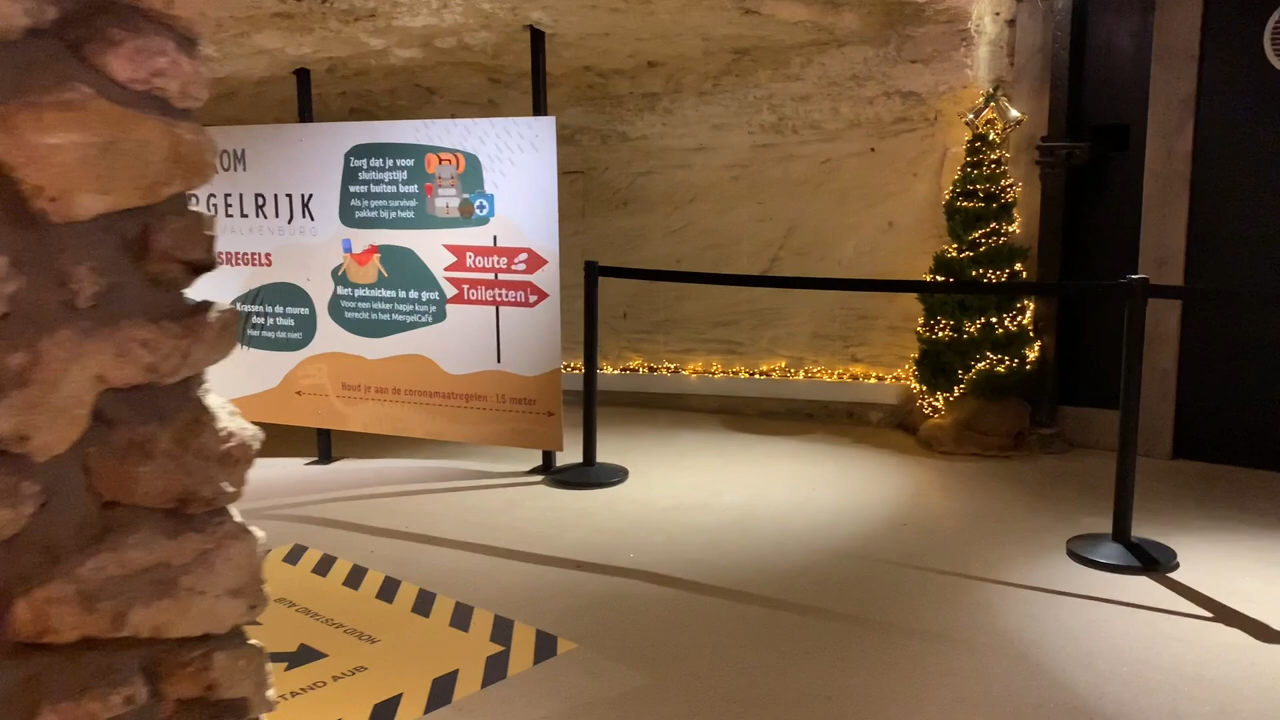 KOM
RGELRIJK
VALKENBURG
SREGELS
Zorg dat je voor
sluitingstijd
weer buiten bent
Als je geen survival-
pakket bij je hebt
Route
Toiletten
Niet picknicken in de grot
Voor een lekker hapje kun je
terecht in het MergelCafé
Krassen in de muren
doe je thuis
Hier mag dat niet!
Houd je aan de coronamaatregelen : 1,5 meter
HOUD AFSTAND AUB
STAND AUB